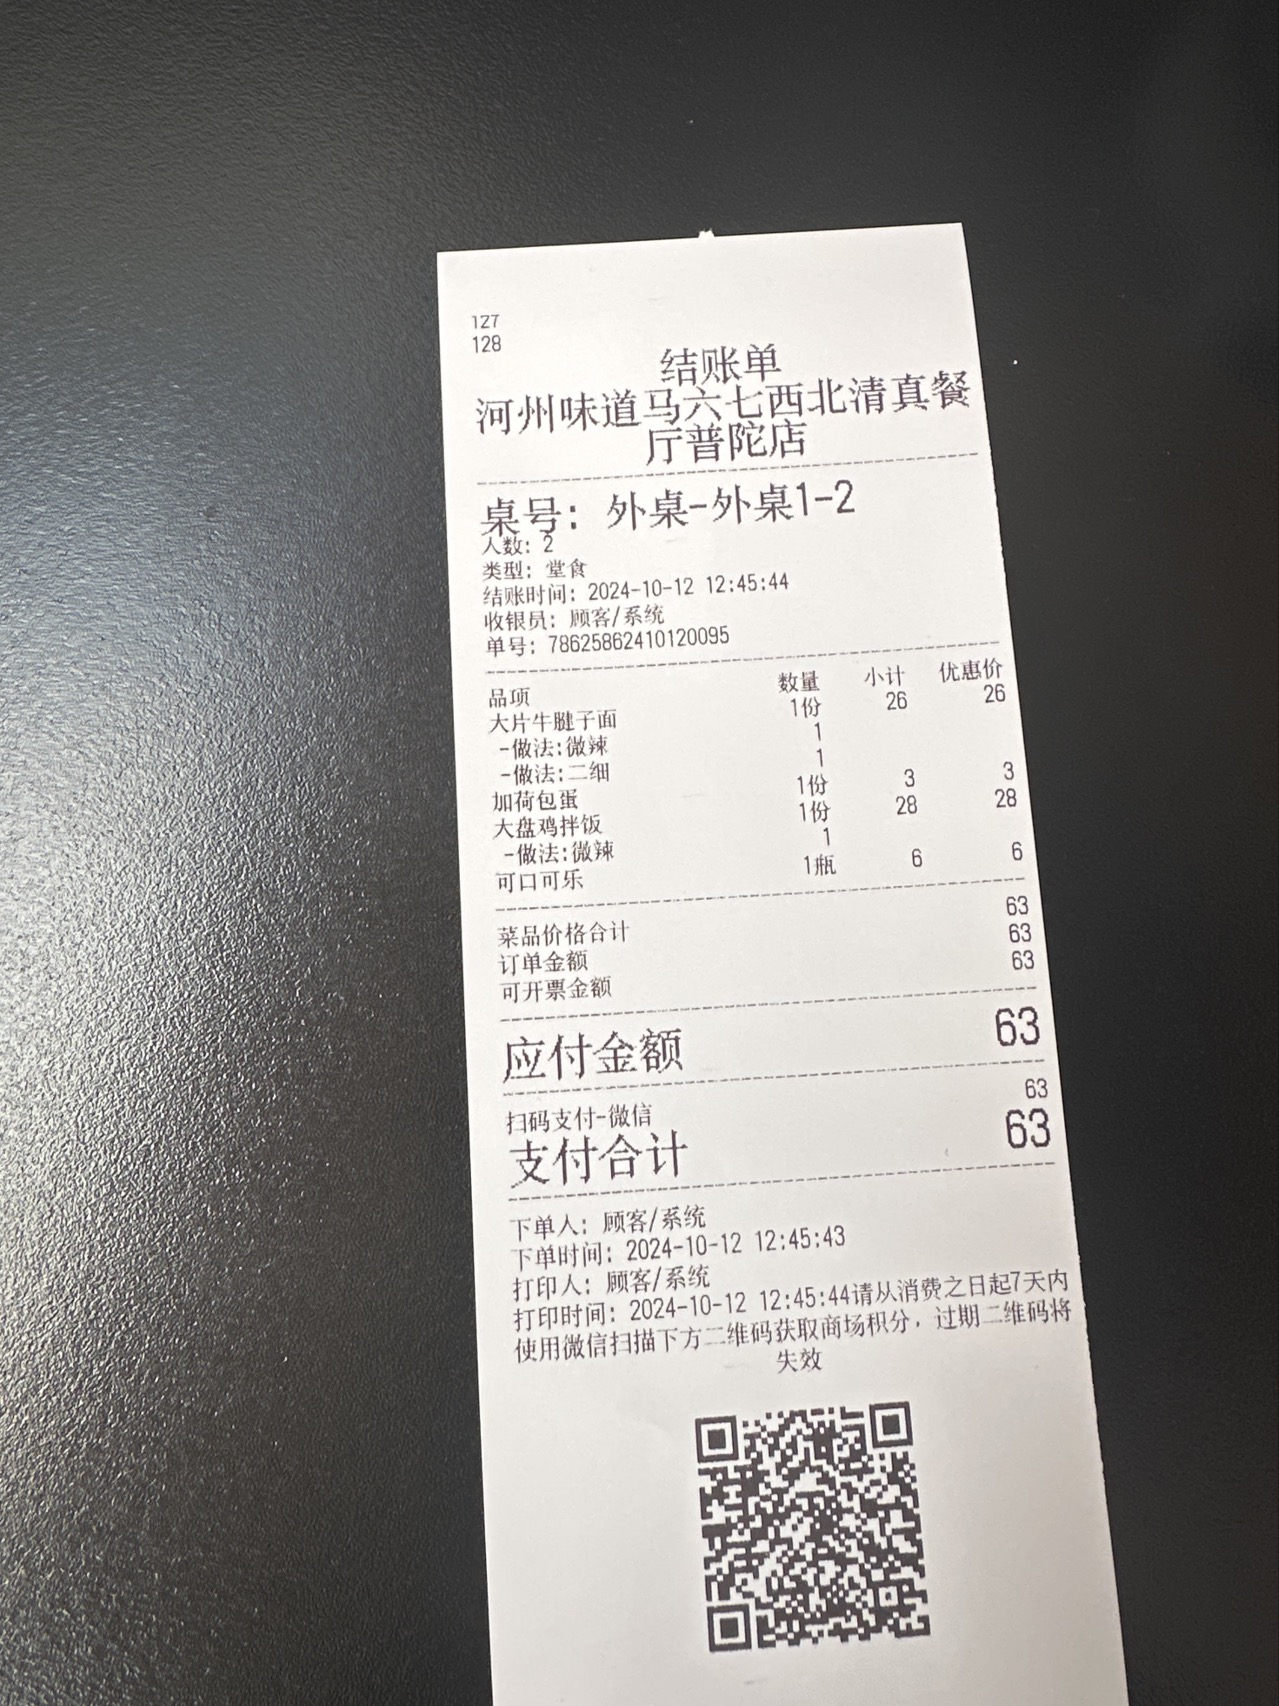 127
128
结账单
河州味道马六七西北清真餐
厅普陀店
桌号：外桌-外桌1-2
人数：2
类型：堂食
结账时间：2024-10-12 12:45:44
收银员：顾客/系统
单号：78625862410120095
品项 数量 小计 优惠价
大片牛腱子面 1份 26 26
-做法:微辣 1
-做法:二细 1
加荷包蛋 1份 3 3
大盘鸡拌饭 1份 28 28
-做法:微辣 1
可口可乐 1瓶 6 6
菜品价格合计 63
订单金额 63
可开票金额 63
应付金额 63
扫码支付-微信 63
支付合计 63
下单人：顾客/系统
下单时间：2024-10-12 12:45:43
打印人：顾客/系统
打印时间：2024-10-12 12:45:44请从消费之日起7天内
使用微信扫描下方二维码获取商场积分，过期二维码将
失效